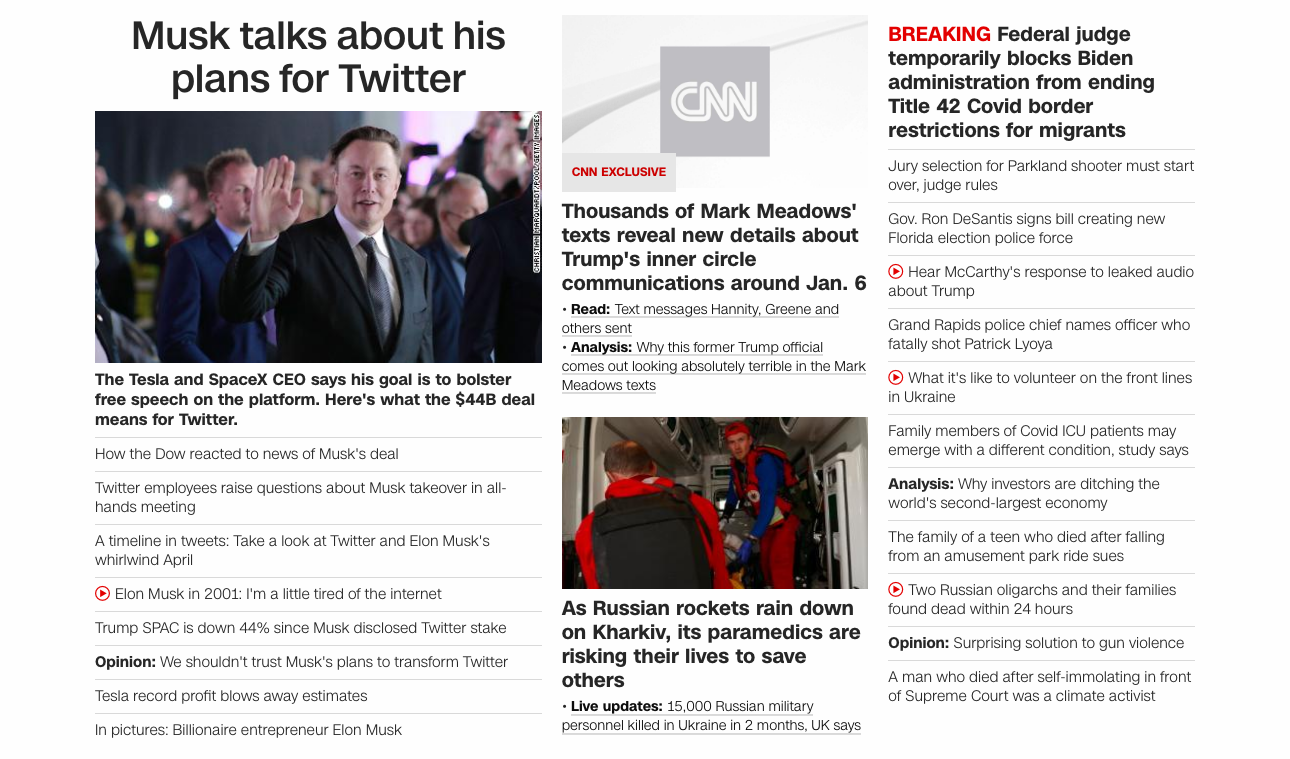 Musk talks about his
plans for Twitter
CHRISTIAN MARQUARDT/POOL/GETTY IMAGES
The Tesla and SpaceX CEO says his goal is to bolster
free speech on the platform. Here's what the $44B deal
means for Twitter.
How the Dow reacted to news of Musk's deal
Twitter employees raise questions about Musk takeover in all-
hands meeting
A timeline in tweets: Take a look at Twitter and Elon Musk's
whirlwind April
Elon Musk in 2001: I'm a little tired of the internet
Trump SPAC is down 44% since Musk disclosed Twitter stake
Opinion: We shouldn't trust Musk's plans to transform Twitter
Tesla record profit blows away estimates
In pictures: Billionaire entrepreneur Elon Musk
CNN
CNN EXCLUSIVE
Thousands of Mark Meadows'
texts reveal new details about
Trump's inner circle
communications around Jan. 6
• Read: Text messages Hannity, Greene and
others sent
• Analysis: Why this former Trump official
comes out looking absolutely terrible in the Mark
Meadows texts
As Russian rockets rain down
on Kharkiv, its paramedics are
risking their lives to save
others
• Live updates: 15,000 Russian military
personnel killed in Ukraine in 2 months, UK says
BREAKING Federal judge
temporarily blocks Biden
administration from ending
Title 42 Covid border
restrictions for migrants
Jury selection for Parkland shooter must start
over, judge rules
Gov. Ron DeSantis signs bill creating new
Florida election police force
Hear McCarthy's response to leaked audio
about Trump
Grand Rapids police chief names officer who
fatally shot Patrick Lyoya
What it's like to volunteer on the front lines
in Ukraine
Family members of Covid ICU patients may
emerge with a different condition, study says
Analysis: Why investors are ditching the
world's second-largest economy
The family of a teen who died after falling
from an amusement park ride sues
Two Russian oligarchs and their families
found dead within 24 hours
Opinion: Surprising solution to gun violence
A man who died after self-immolating in front
of Supreme Court was a climate activist